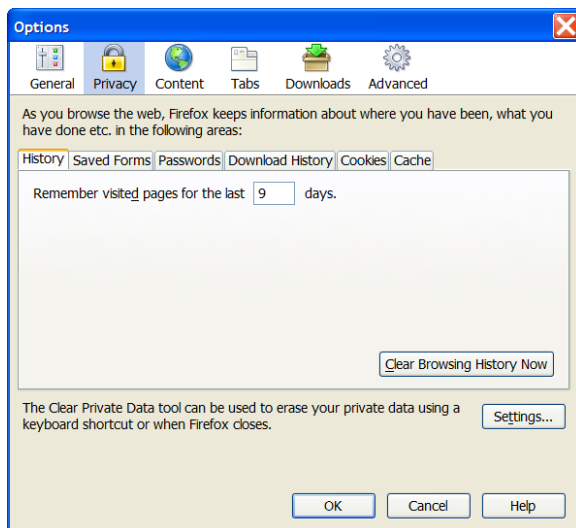 Options
General Privacy Content Tabs Downloads Advanced
As you browse the web, Firefox keeps information about where you have been, what you
have done etc. in the following areas:
History Saved Forms Passwords Download History Cookies Cache
Remember visited pages for the last 9 days.
Clear Browsing History Now
The Clear Private Data tool can be used to erase your private data using a
keyboard shortcut or when Firefox closes.
Settings...
OK Cancel Help